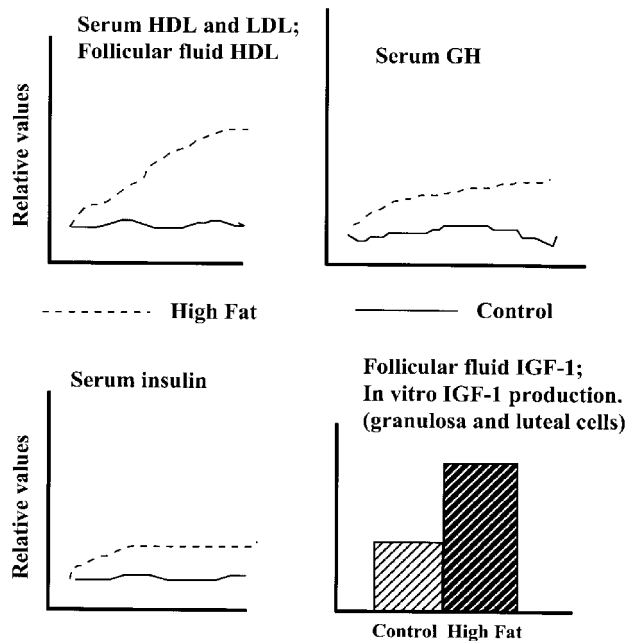 Serum HDL and LDL;
Follicular fluid HDL
Serum GH
Relative values
High Fat
Control
Serum insulin
Relative values
Follicular fluid IGF-1;
In vitro IGF-1 production.
(granulosa and luteal cells)
Control High Fat